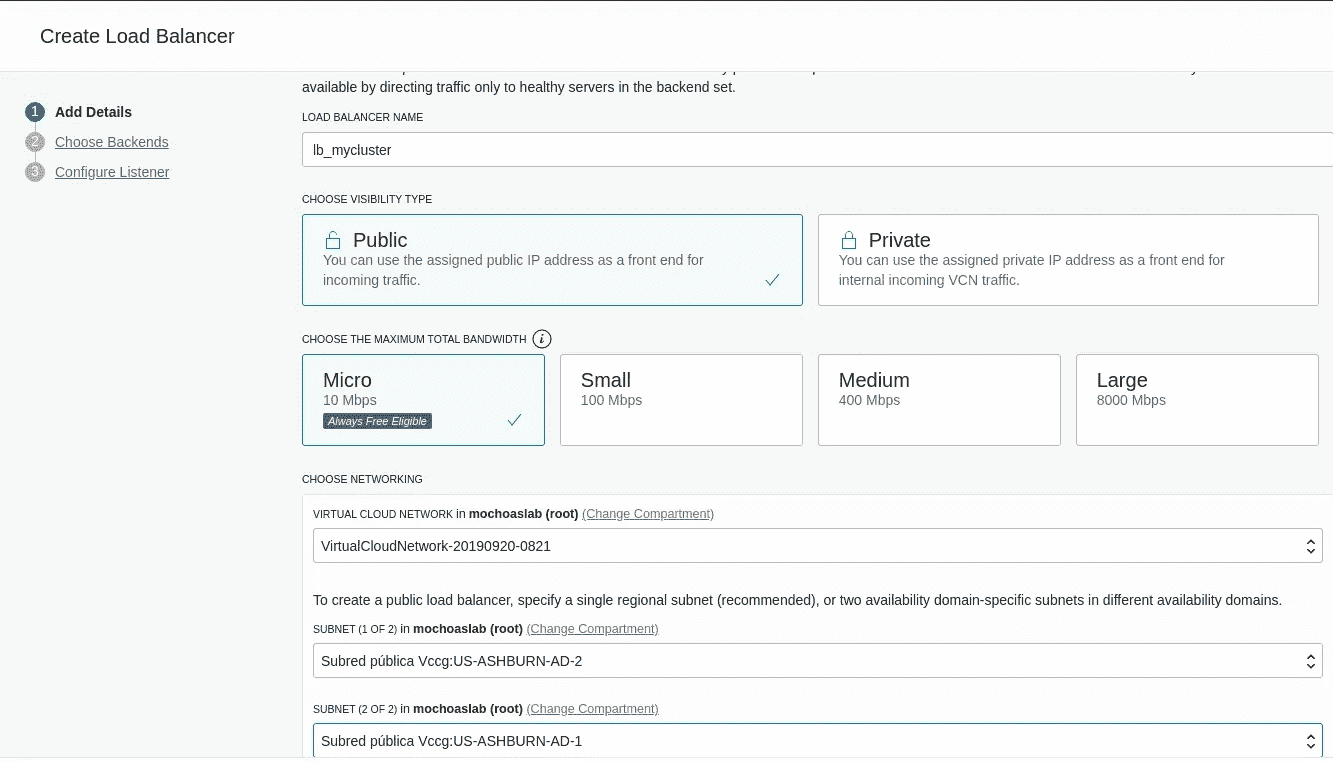 Create Load Balancer
available by directing traffic only to healthy servers in the backend set.
1 Add Details
2 Choose Backends
3 Configure Listener
LOAD BALANCER NAME
lb_mycluster
CHOOSE VISIBILITY TYPE
Public
You can use the assigned public IP address as a front end for
incoming traffic.
Private
You can use the assigned private IP address as a front end for
internal incoming VCN traffic.
CHOOSE THE MAXIMUM TOTAL BANDWIDTH i
Micro
10 Mbps
Always Free Eligible
Small
100 Mbps
Medium
400 Mbps
Large
8000 Mbps
CHOOSE NETWORKING
VIRTUAL CLOUD NETWORK in mochoaslab (root) (Change Compartment)
VirtualCloudNetwork-20190920-0821
To create a public load balancer, specify a single regional subnet (recommended), or two availability domain-specific subnets in different availability domains.
SUBNET (1 OF 2) in mochoaslab (root) (Change Compartment)
Subred pública Vccg:US-ASHBURN-AD-2
SUBNET (2 OF 2) in mochoaslab (root) (Change Compartment)
Subred pública Vccg:US-ASHBURN-AD-1